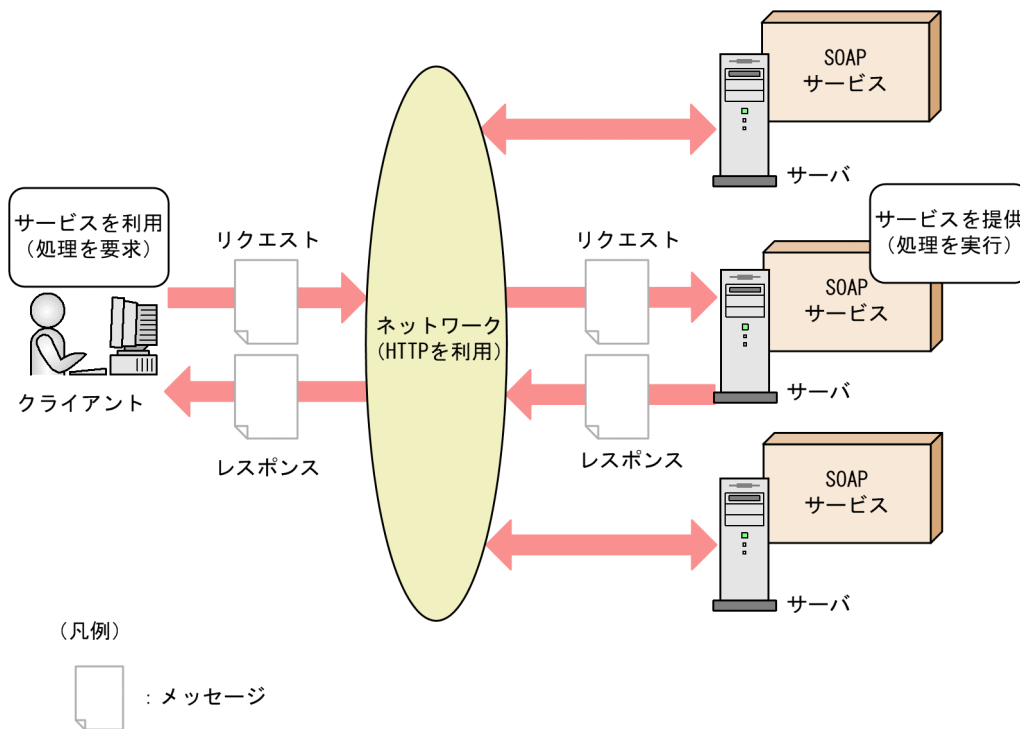 SOAP
サービス
サーバ
サービスを利用
(処理を要求)
リクエスト
リクエスト
サービスを提供
(処理を実行)
SOAP
サービス
ネットワーク
(HTTPを利用)
クライアント
サーバ
レスポンス
レスポンス
SOAP
サービス
サーバ
(凡例)
:メッセージ